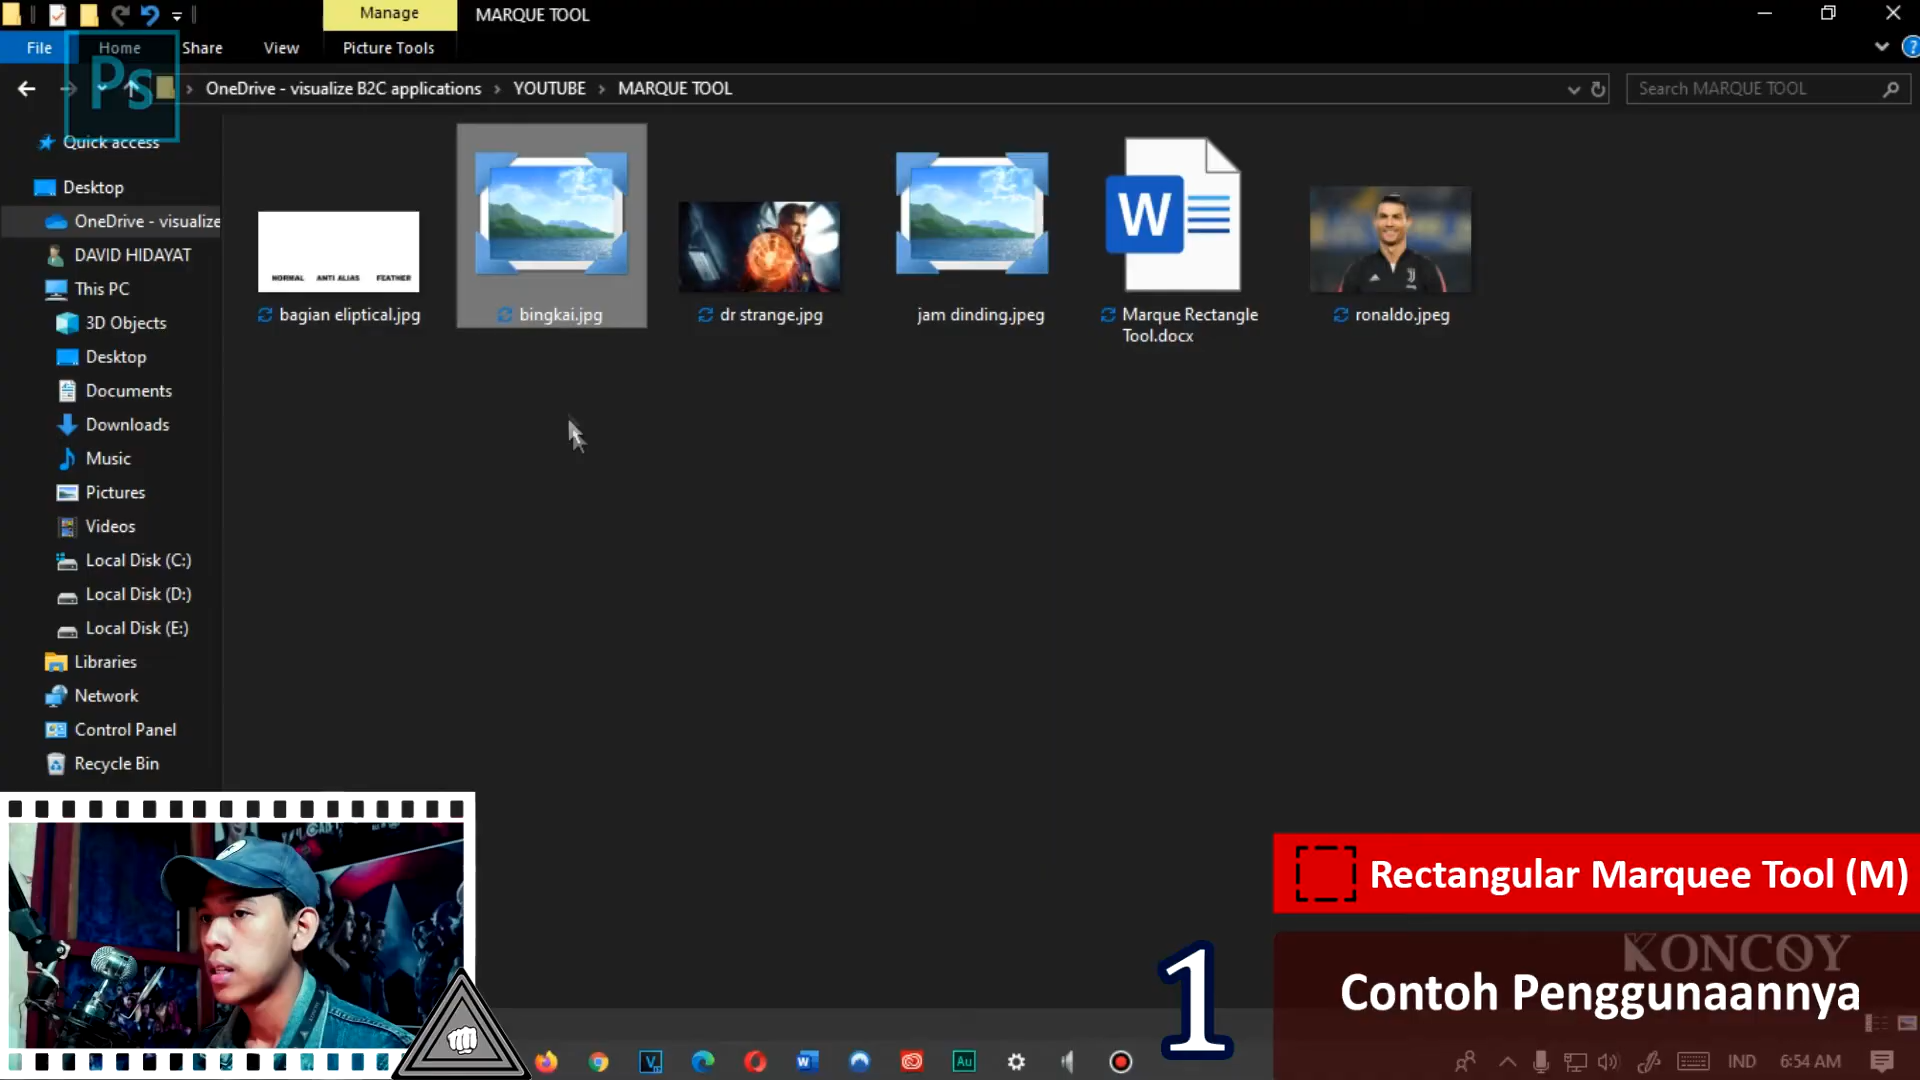 Manage
MARQUE TOOL
File
Home
Share
View
Picture Tools
Ps
OneDrive - visualize B2C applications
YOUTUBE
MARQUE TOOL
Search MARQUE TOOL
Quick access
Desktop
OneDrive - visualize
DAVID HIDAYAT
This PC
3D Objects
Desktop
Documents
Downloads
Music
Pictures
Videos
Local Disk (C:)
Local Disk (D:)
Local Disk (E:)
Libraries
Network
Control Panel
Recycle Bin
NORMAL ANTI ALIAS FEATHER
bagian eliptical.jpg
bingkai.jpg
dr strange.jpg
jam dinding.jpeg
W
Marque Rectangle
Tool.docx
ronaldo.jpeg
Rectangular Marquee Tool (M)
KONCOY
1
Contoh Penggunaannya
Au
IND
6:54 AM